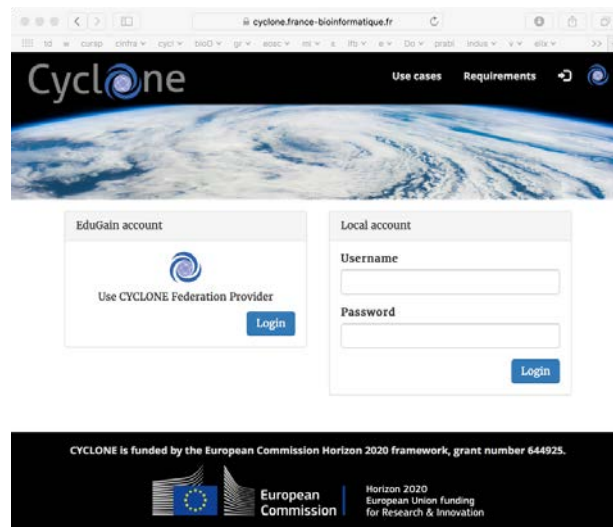 cyclone.france-bioinformatique.fr
Cyclone
Use cases Requirements
EduGain account
Use CYCLONE Federation Provider
Login
Local account
Username
Password
Login
CYCLONE is funded by the European Commission Horizon 2020 framework, grant number 644925.
European
Commission
Horizon 2020
European Union funding
for Research & Innovation